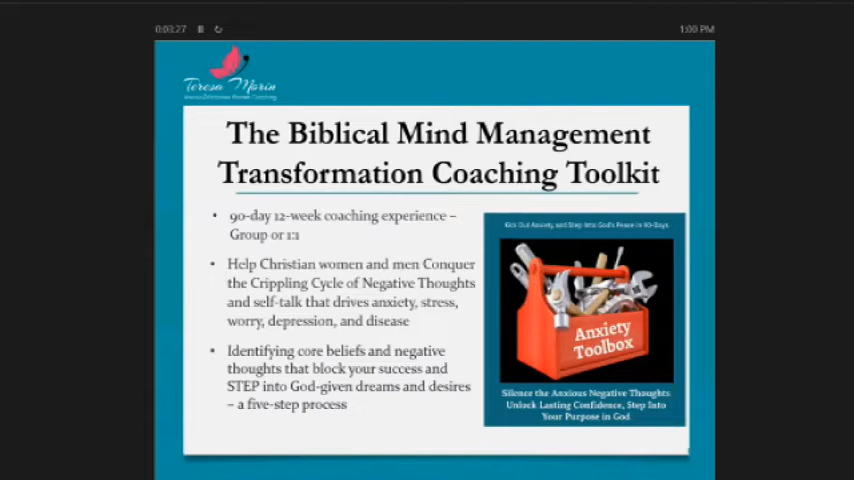 0:03:27
1:00 PM
Teresa Morin
The Biblical Mind Management
Transformation Coaching Toolkit
• 90-day 12-week coaching experience –
Group or 1:1
• Help Christian women and men Conquer
the Crippling Cycle of Negative Thoughts
and self-talk that drives anxiety, stress,
worry, depression, and disease
• Identifying core beliefs and negative
thoughts that block your success and
STEP into God-given dreams and desires
– a five-step process
Kick Out Anxiety, and Step Into God's Peace in 90-Days
Anxiety
Toolbox
Silence the Anxious Negative Thoughts
Unlock Lasting Confidence, Step Into
Your Purpose in God